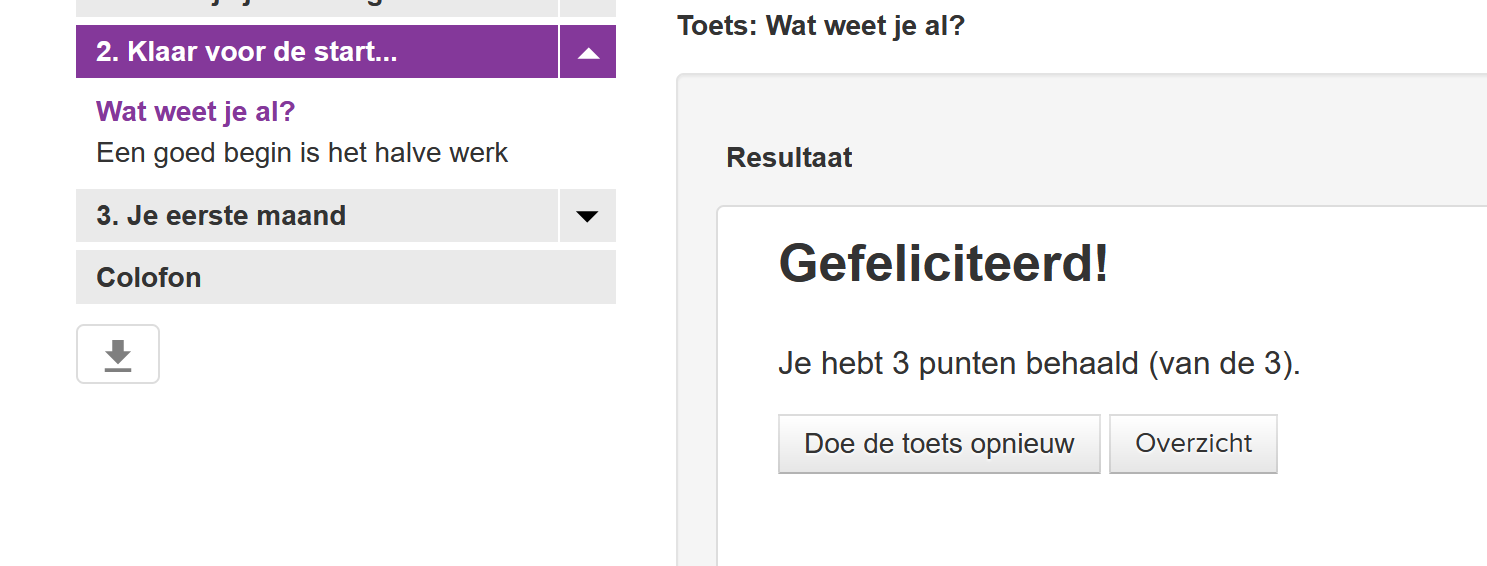 2. Klaar voor de start...
Wat weet je al?
Een goed begin is het halve werk
3. Je eerste maand
Colofon
Toets: Wat weet je al?
Resultaat
Gefeliciteerd!
Je hebt 3 punten behaald (van de 3).
Doe de toets opnieuw
Overzicht